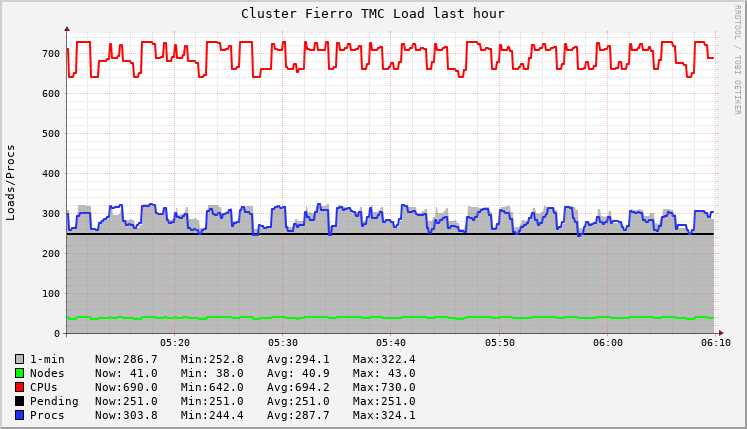 Cluster Fierro TMC Load last hour
RRDTOOL / TOBI OETIKER
Loads/Procs
700
600
500
400
300
200
100
0
05:20 05:30 05:40 05:50 06:00 06:10
1-min Now:286.7 Min:252.8 Avg:294.1 Max:322.4
Nodes Now: 41.0 Min: 38.0 Avg: 40.9 Max: 43.0
CPUs Now:690.0 Min:642.0 Avg:694.2 Max:730.0
Pending Now:251.0 Min:251.0 Avg:251.0 Max:251.0
Procs Now:303.8 Min:244.4 Avg:287.7 Max:324.1